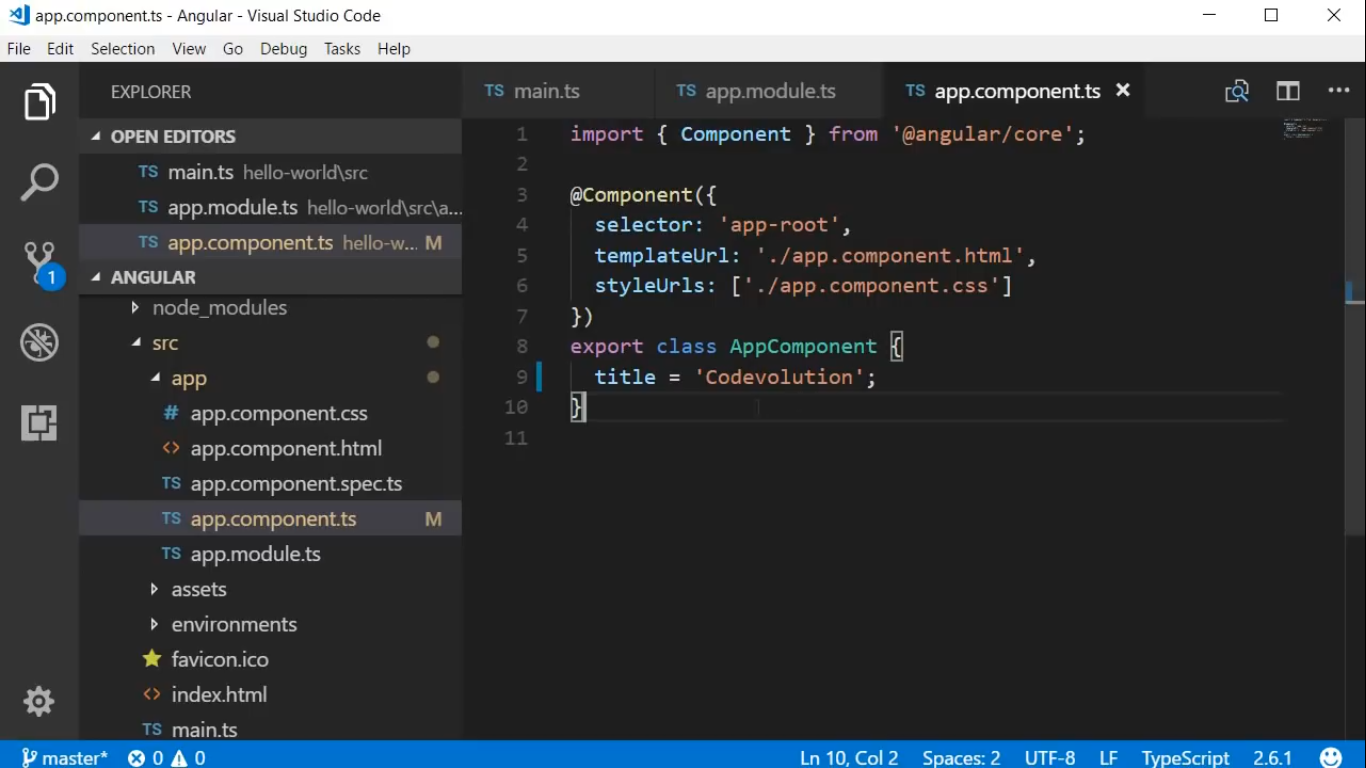 app.component.ts - Angular - Visual Studio Code
File Edit Selection View Go Debug Tasks Help
EXPLORER
OPEN EDITORS
TS main.ts hello-world\src
TS app.module.ts hello-world\src\a...
TS app.component.ts hello-w... M
1
ANGULAR
node_modules
src
app
# app.component.css
<> app.component.html
TS app.component.spec.ts
TS app.component.ts M
TS app.module.ts
assets
environments
favicon.ico
<> index.html
TS main.ts
TS main.ts TS app.module.ts TS app.component.ts
1 import { Component } from '@angular/core';
2
3 @Component({
4 selector: 'app-root',
5 templateUrl: './app.component.html',
6 styleUrls: ['./app.component.css']
7 })
8 export class AppComponent {
9 title = 'Codevolution';
10 }
11
master* 0 0 Ln 10, Col 2 Spaces: 2 UTF-8 LF TypeScript 2.6.1